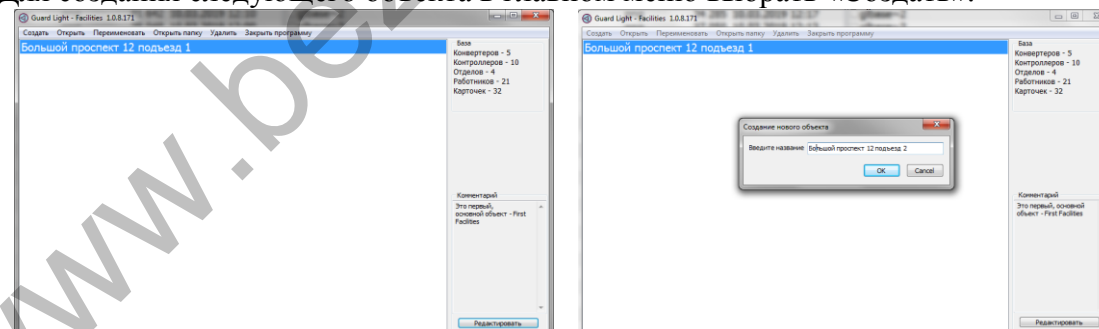 Для создания следующего объекта в главном меню выбрать «Создать».
Guard Light - Facilities 1.0.8.171
Создать Открыть Переименовать Открыть папку Удалить Закрыть программу
Большой проспект 12 подъезд 1
База
Конвертеров - 5
Контроллеров - 10
Отделов - 4
Работников - 21
Карточек - 32
Комментарий
Это первый,
основной объект - First
Facilities
Редактировать
Guard Light - Facilities 1.0.8.171
Создать Открыть Переименовать Открыть папку Удалить Закрыть программу
Большой проспект 12 подъезд 1
База
Конвертеров - 5
Контроллеров - 10
Отделов - 4
Работников - 21
Карточек - 32
Создание нового объекта
Введите название Большой проспект 12 подъезд 2
OK Cancel
Комментарий
Это первый, основной
объект - First Facilities
Редактировать
www.bez